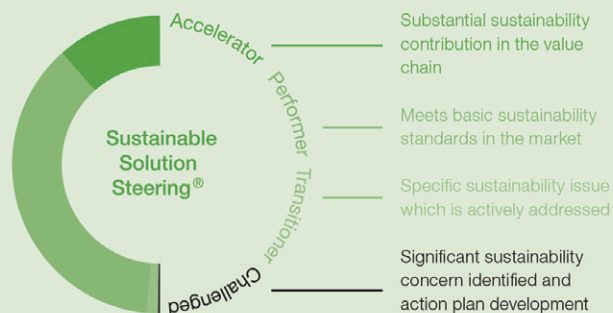 Accelerator
Substantial sustainability
contribution in the value
chain
Performer
Meets basic sustainability
standards in the market
Sustainable
Solution
Steering®
Transitioner
Specific sustainability issue
which is actively addressed
Challenged
Significant sustainability
concern identified and
action plan development